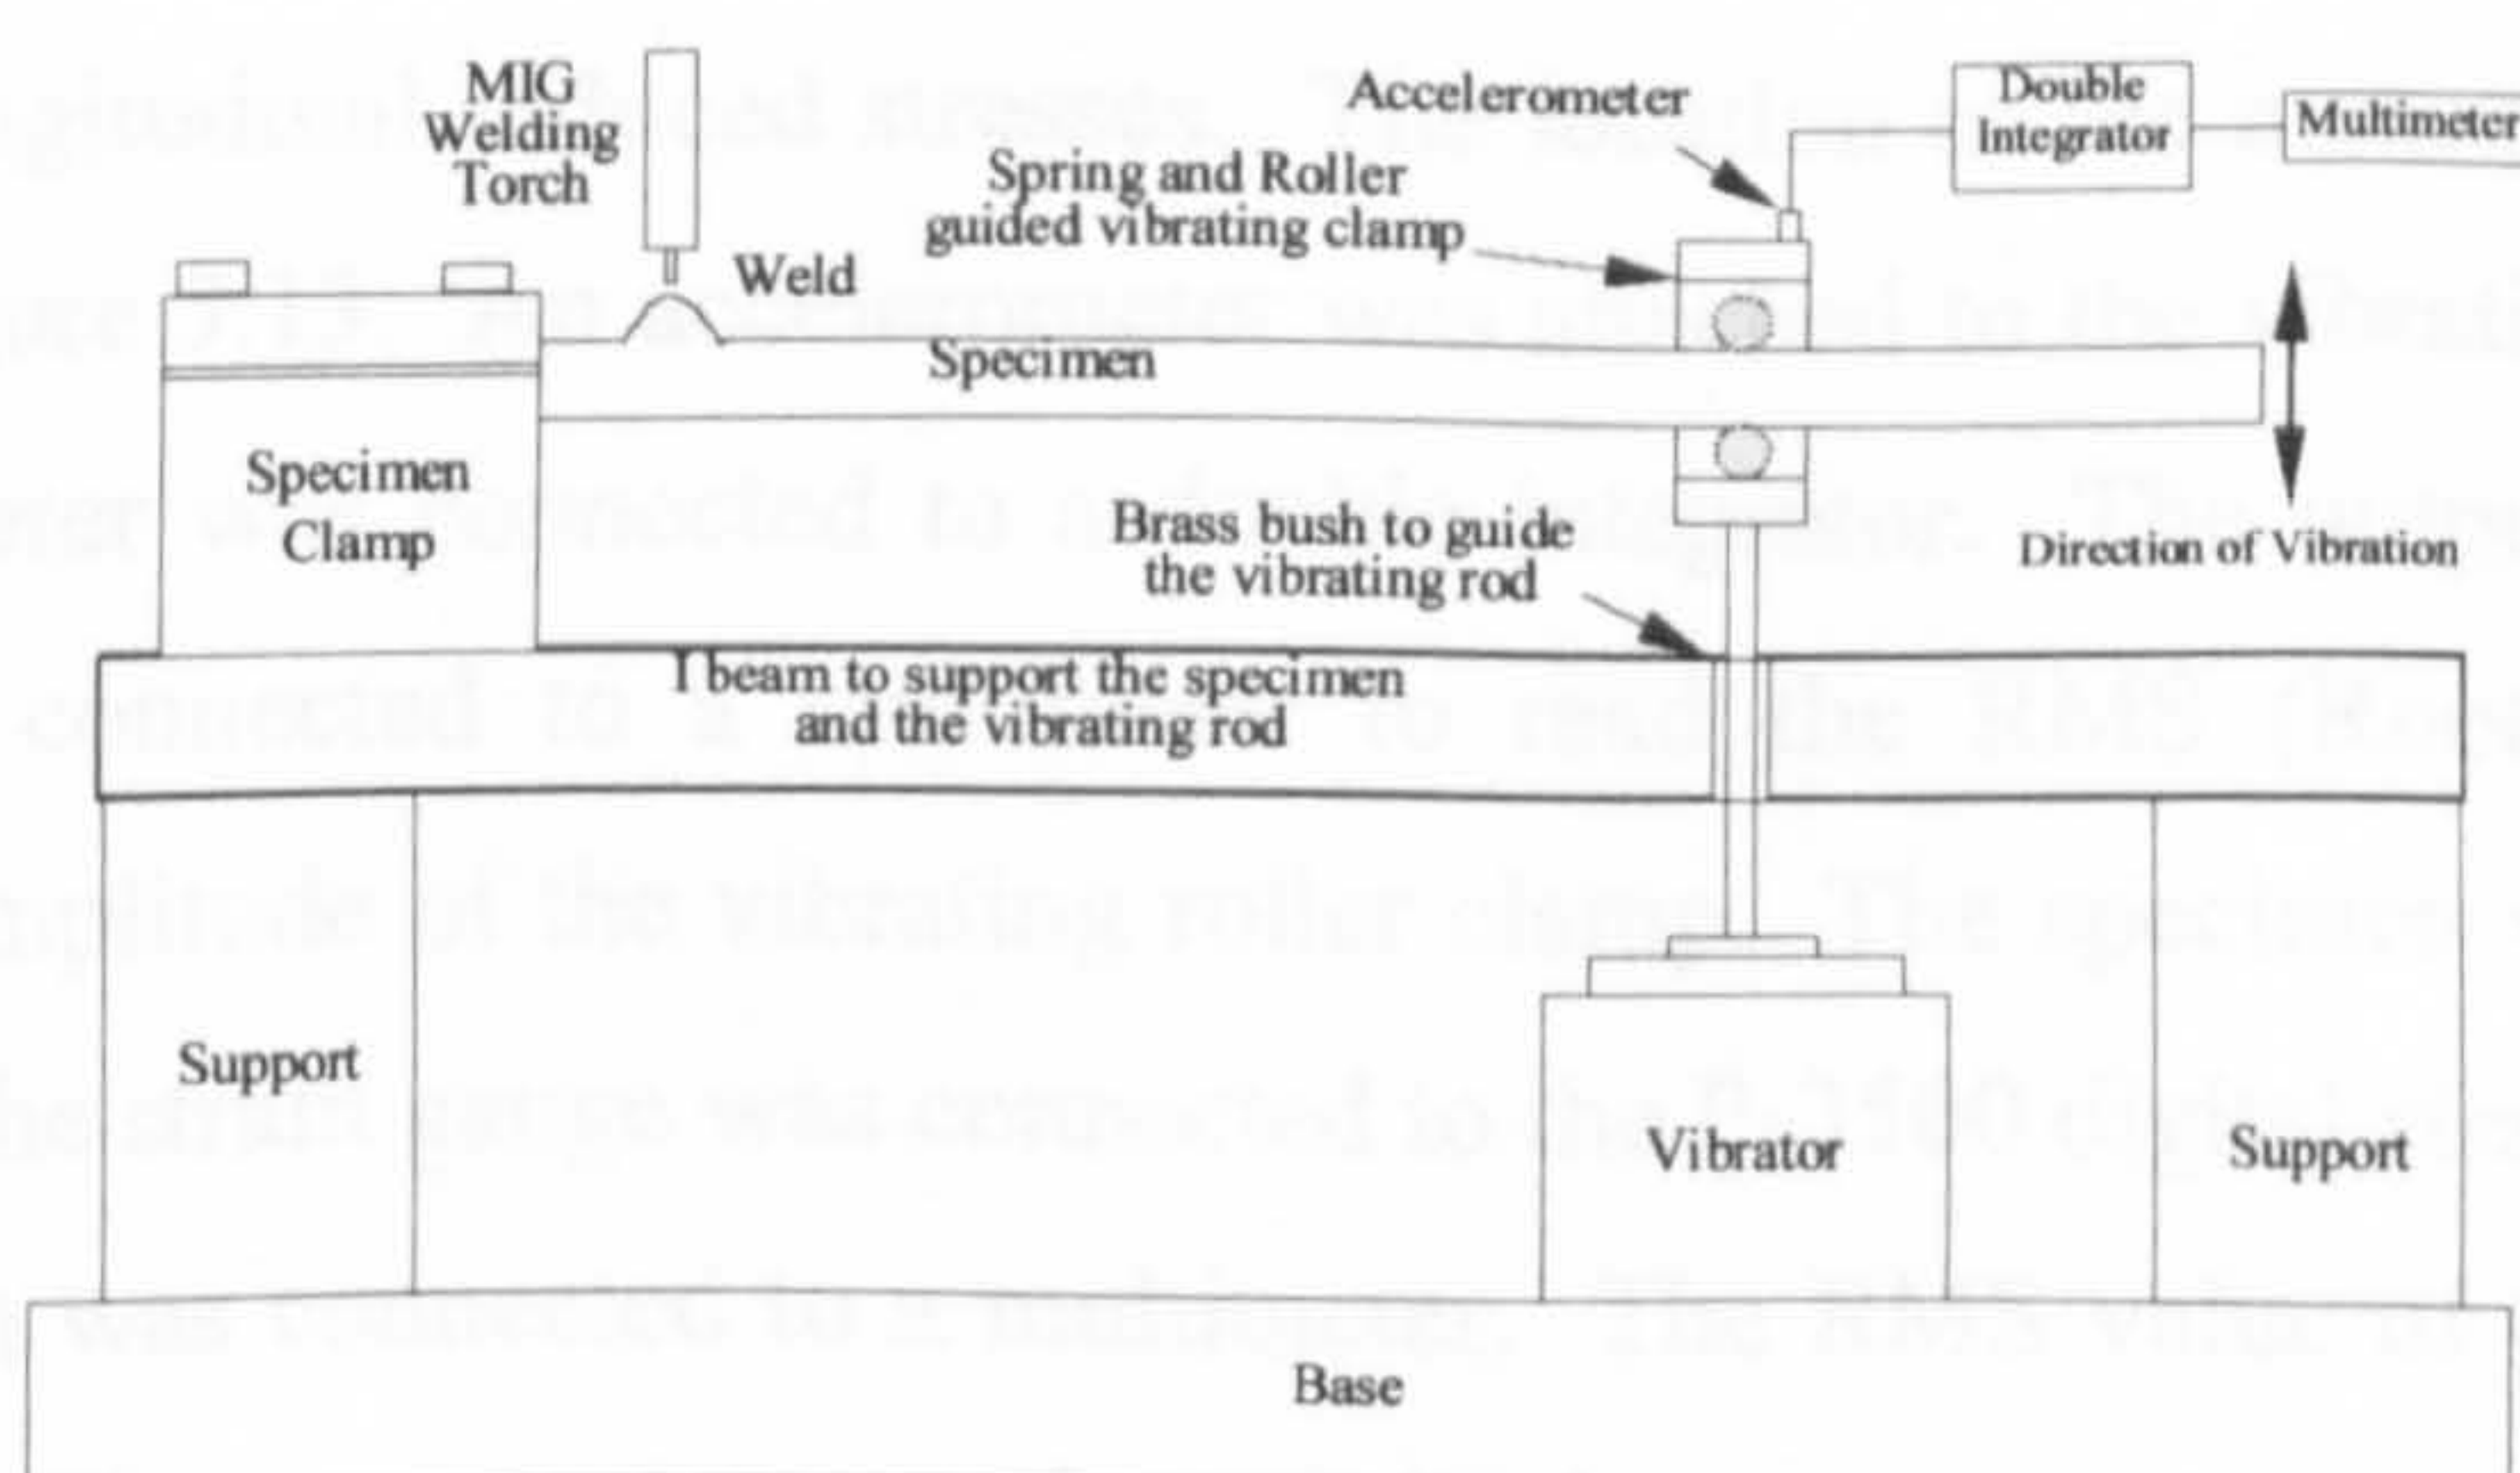 MIG
Welding
Torch
Weld
Accelerometer
Spring and Roller
guided vibrating clamp
Double
Integrator
Multimeter
Specimen
Specimen
Clamp
Direction of Vibration
Brass bush to guide
the vibrating rod
I beam to support the specimen
and the vibrating rod
Support
Vibrator
Support
Base